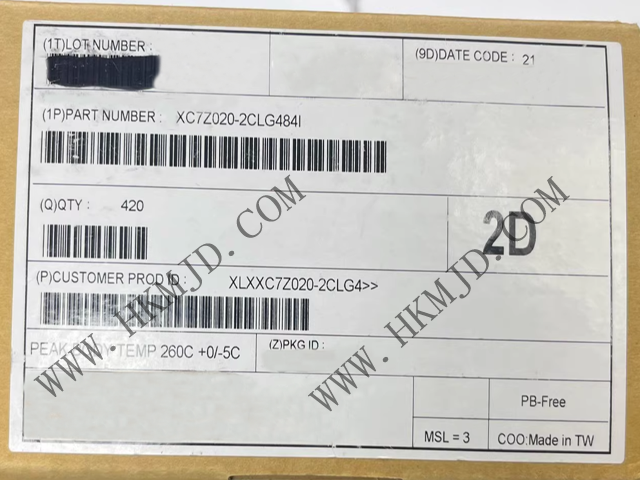 (1T)LOT NUMBER :
(9D)DATE CODE : 21
(1P)PART NUMBER : XC7Z020-2CLG484I
(Q)QTY : 420
2D
(P)CUSTOMER PROD ID : XLXXC7Z020-2CLG4>>
PEAK BODY TEMP 260C +0/-5C
(Z)PKG ID :
PB-Free
MSL = 3
COO:Made in TW
WWW.HKMJD.COM
WWW.HKMJD.COM